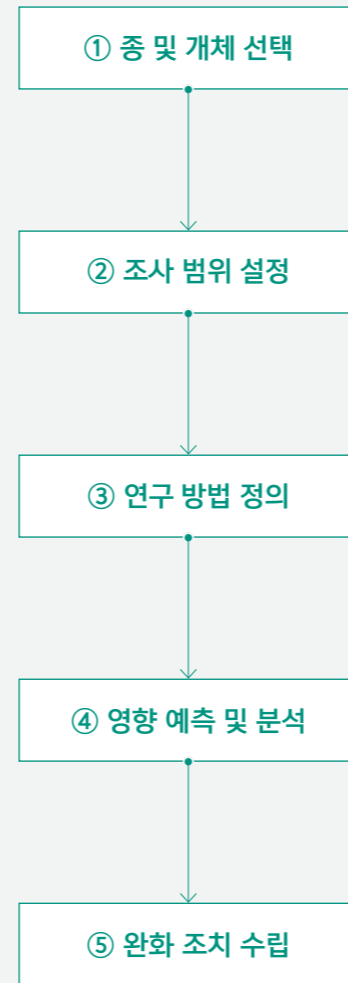 ① 종 및 개체 선택
② 조사 범위 설정
③ 연구 방법 정의
④ 영향 예측 및 분석
⑤ 완화 조치 수립